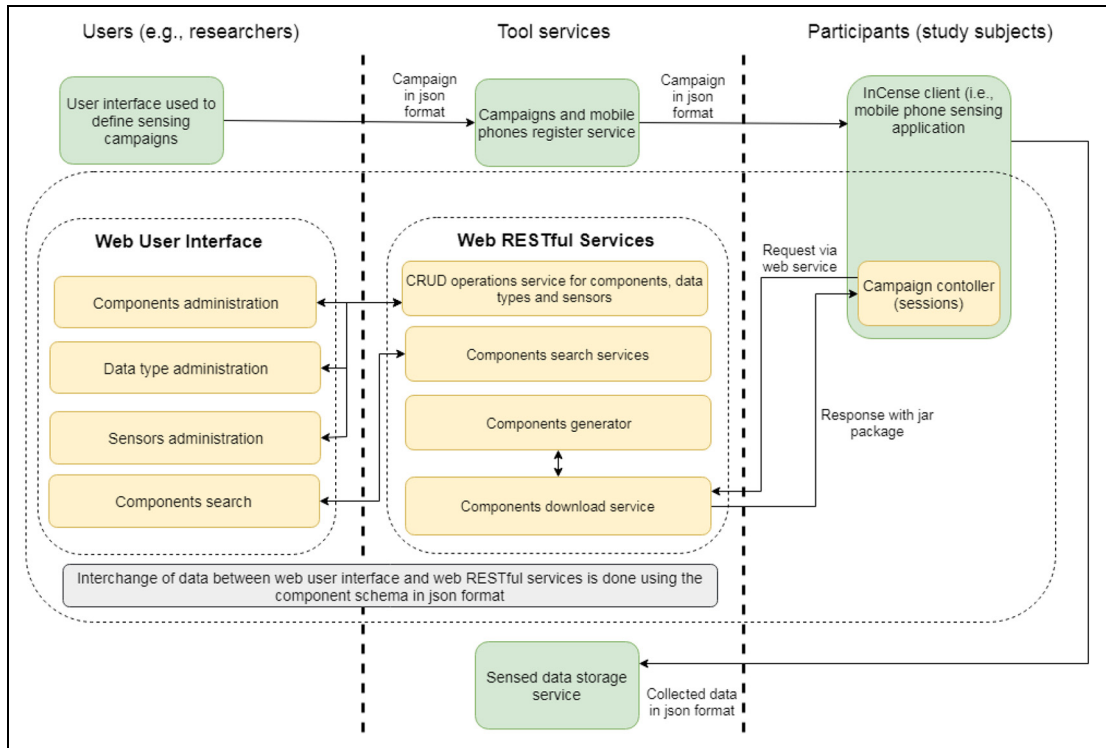 Users (e.g., researchers)
Tool services
Participants (study subjects)
User interface used to
define sensing
campaigns
Campaign
in json
format
Campaigns and mobile
phones register service
Campaign
in json
format
InCense client (i.e.,
mobile phone sensing
application
Web User Interface
Components administration
Data type administration
Sensors administration
Components search
Web RESTful Services
CRUD operations service for components, data
types and sensors
Components search services
Components generator
Components download service
Request via
web service
Campaign contoller
(sessions)
Response with jar
package
Interchange of data between web user interface and web RESTful services is done using the
component schema in json format
Sensed data storage
service
Collected data
in json format